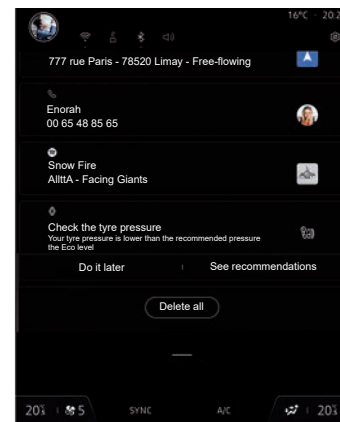 16°C - 20.2
777 rue Paris - 78520 Limay - Free-flowing
Enorah
00 65 48 85 65
Snow Fire
AllttA - Facing Giants
Check the tyre pressure
Your tyre pressure is lower than the recommended pressure
the Eco level
Do it later
See recommendations
Delete all
20 5 SYNC A/C 20